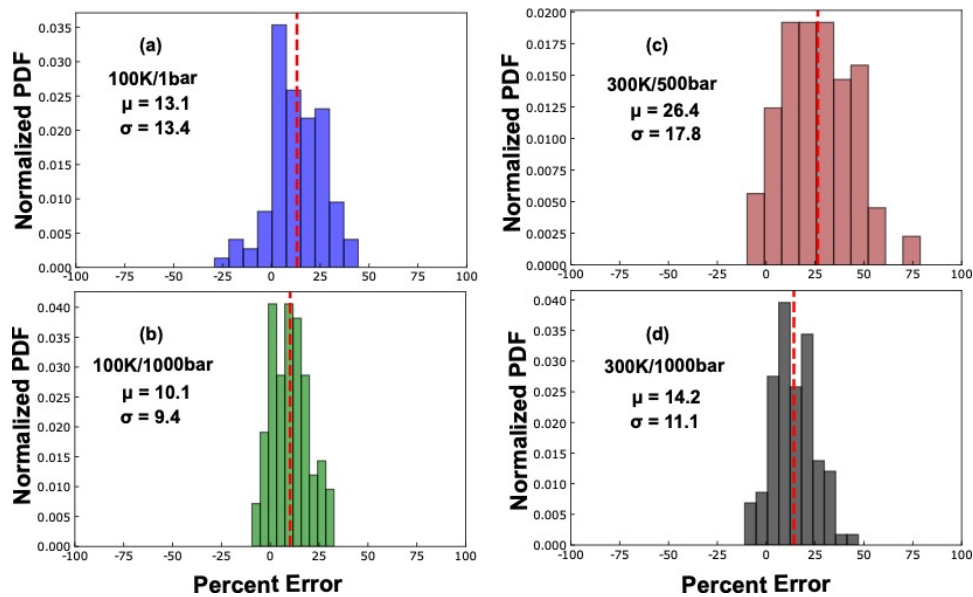 (a)
100K/1bar
μ = 13.1
σ = 13.4
Normalized PDF
0.035
0.030
0.025
0.020
0.015
0.010
0.005
0.000
-100 -75 -50 -25 0 25 50 75 100
(c)
300K/500bar
μ = 26.4
σ = 17.8
Normalized PDF
0.0200
0.0175
0.0150
0.0125
0.0100
0.0075
0.0050
0.0025
0.0000
-100 -75 -50 -25 0 25 50 75 100
(b)
100K/1000bar
μ = 10.1
σ = 9.4
Normalized PDF
0.040
0.035
0.030
0.025
0.020
0.015
0.010
0.005
0.000
-100 -75 -50 -25 0 25 50 75 100
Percent Error
(d)
300K/1000bar
μ = 14.2
σ = 11.1
Normalized PDF
0.040
0.035
0.030
0.025
0.020
0.015
0.010
0.005
0.000
-100 -75 -50 -25 0 25 50 75 100
Percent Error